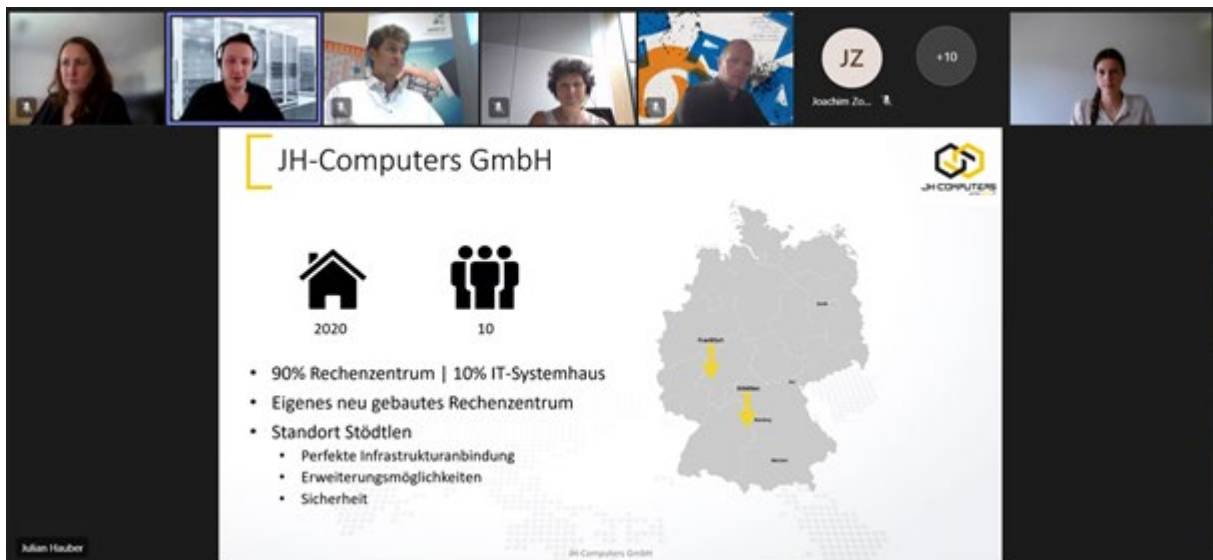 JZ
+10
Joachim Zo...
JH-Computers GmbH
JH-COMPUTERS
2020
10
• 90% Rechenzentrum | 10% IT-Systemhaus
• Eigenes neu gebautes Rechenzentrum
• Standort Stödtlen
• Perfekte Infrastrukturanbindung
• Erweiterungsmöglichkeiten
• Sicherheit
Frankfurt
Stödtlen
Julian Hauber
JH-Computers GmbH